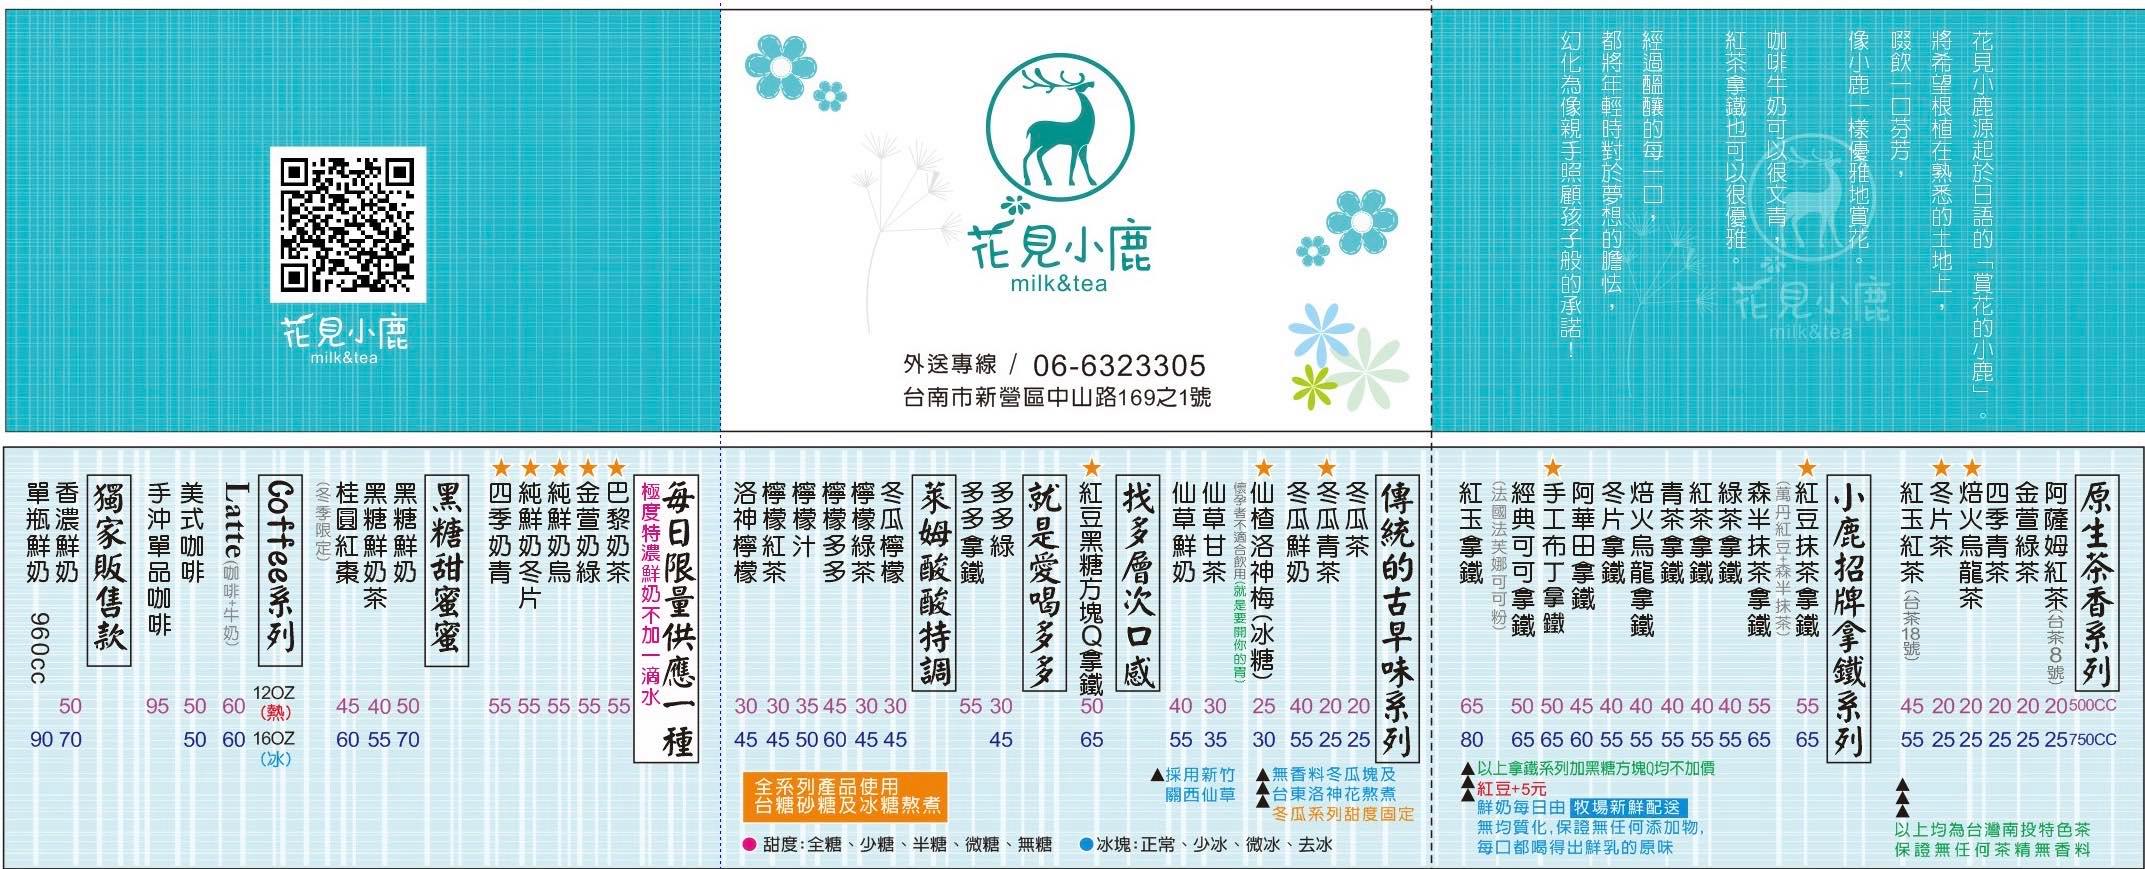 花見小鹿源起於日語的「賞花的小鹿」。
將希望根植在熟悉的土地上，
啜飲一口芬芳，
像小鹿一樣優雅地賞花。
咖啡牛奶可以很文青，
紅茶拿鐵也可以很優雅。
經過醞釀的每一口，
都將年輕時對於夢想的膽怯，
幻化為像親手照顧孩子般的承諾！
花見小鹿
milk&tea
花見小鹿
milk&tea
外送專線 / 06-6323305
台南市新營區中山路169之1號
花見小鹿
milk&tea
原生茶香系列 500CC 750CC
阿薩姆紅茶(台茶8號) 20 25
金萱綠茶 20 25
四季青茶 20 25
★焙火烏龍茶 20 25
★冬片茶 20 25
紅玉紅茶(台茶18號) 45 55
▲▲▲
以上均為台灣南投特色茶
保證無任何茶精無香料
小鹿招牌拿鐵系列
★紅豆抹茶拿鐵 55 65
(萬丹紅豆+森半抹茶)
森半抹茶拿鐵 55 65
綠茶拿鐵 40 55
紅茶拿鐵 40 55
青茶拿鐵 40 55
焙火烏龍拿鐵 40 55
冬片拿鐵 40 55
阿華田拿鐵 45 60
★手工布丁拿鐵 50 65
經典可可拿鐵 50 65
(法國法芙娜可可粉)
紅玉拿鐵 65 80
▲▲▲以上拿鐵系列加黑糖方塊Q均不加價
紅豆+5元
鮮奶每日由 牧場新鮮配送
無均質化,保證無任何添加物,
每口都喝得出鮮乳的原味
傳統的古早味系列
冬瓜茶 20 25
★冬瓜青茶 20 25
冬瓜鮮奶 40 55
★仙楂洛神梅(冰糖) 25 30
懷孕者不適合飲用(就是要開你的胃)
仙草甘茶 30 35
仙草鮮奶 40 55
▲▲▲無香料冬瓜塊及
台東洛神花熬煮
冬瓜系列甜度固定
▲採用新竹
關西仙草
找多層次口感
★紅豆黑糖方塊Q拿鐵 50 65
就是愛喝多多
多多綠 30 45
多多拿鐵 55
萊姆酸酸特調
冬瓜檸檬 30 45
檸檬綠茶 30 45
檸檬多多 45 60
檸檬汁 35 50
檸檬紅茶 30 45
洛神檸檬 30 45
全系列產品使用
台糖砂糖及冰糖熬煮
●甜度:全糖、少糖、半糖、微糖、無糖 ●冰塊:正常、少冰、微冰、去冰
每日限量供應一種
極度特濃鮮奶不加一滴水
★巴黎奶茶 55
★金萱奶綠 55
★純鮮奶烏 55
★純鮮奶冬片 55
★四季奶青 55
黑糖甜蜜蜜
黑糖鮮奶 50 70
黑糖鮮奶茶 40 55
桂圓紅棗 45 60
(冬季限定)
Coffee系列 12OZ(熱) 16OZ(冰)
Latte(咖啡+牛奶) 60 60
美式咖啡 50 50
手沖單品咖啡 95
獨家販售款
香濃鮮奶 50 70
單瓶鮮奶 960cc 90